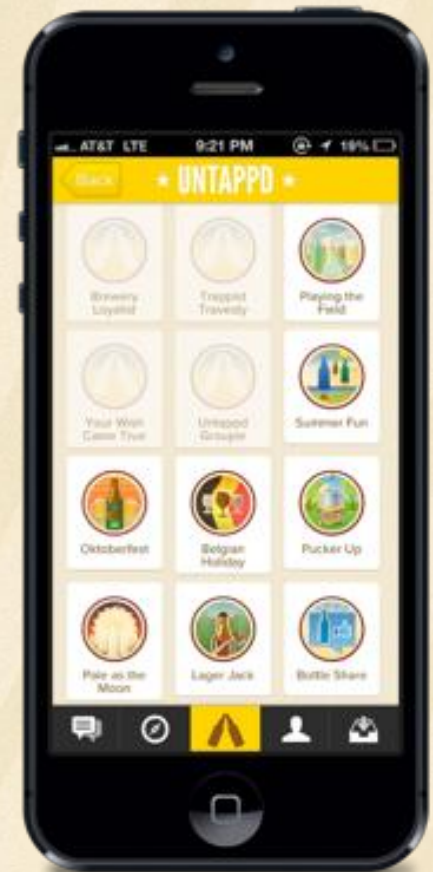 AT&T LTE 9:21 PM 19%
Back
UNTAPPD
Brewery
Loyalist
Trappist
Travesty
Playing the
Field
Your Wish
Came True
Untappd
Groupie
Summer Fun
Oktoberfest
Belgian
Holiday
Pucker Up
Pale as the
Moon
Lager Jack
Bottle Share